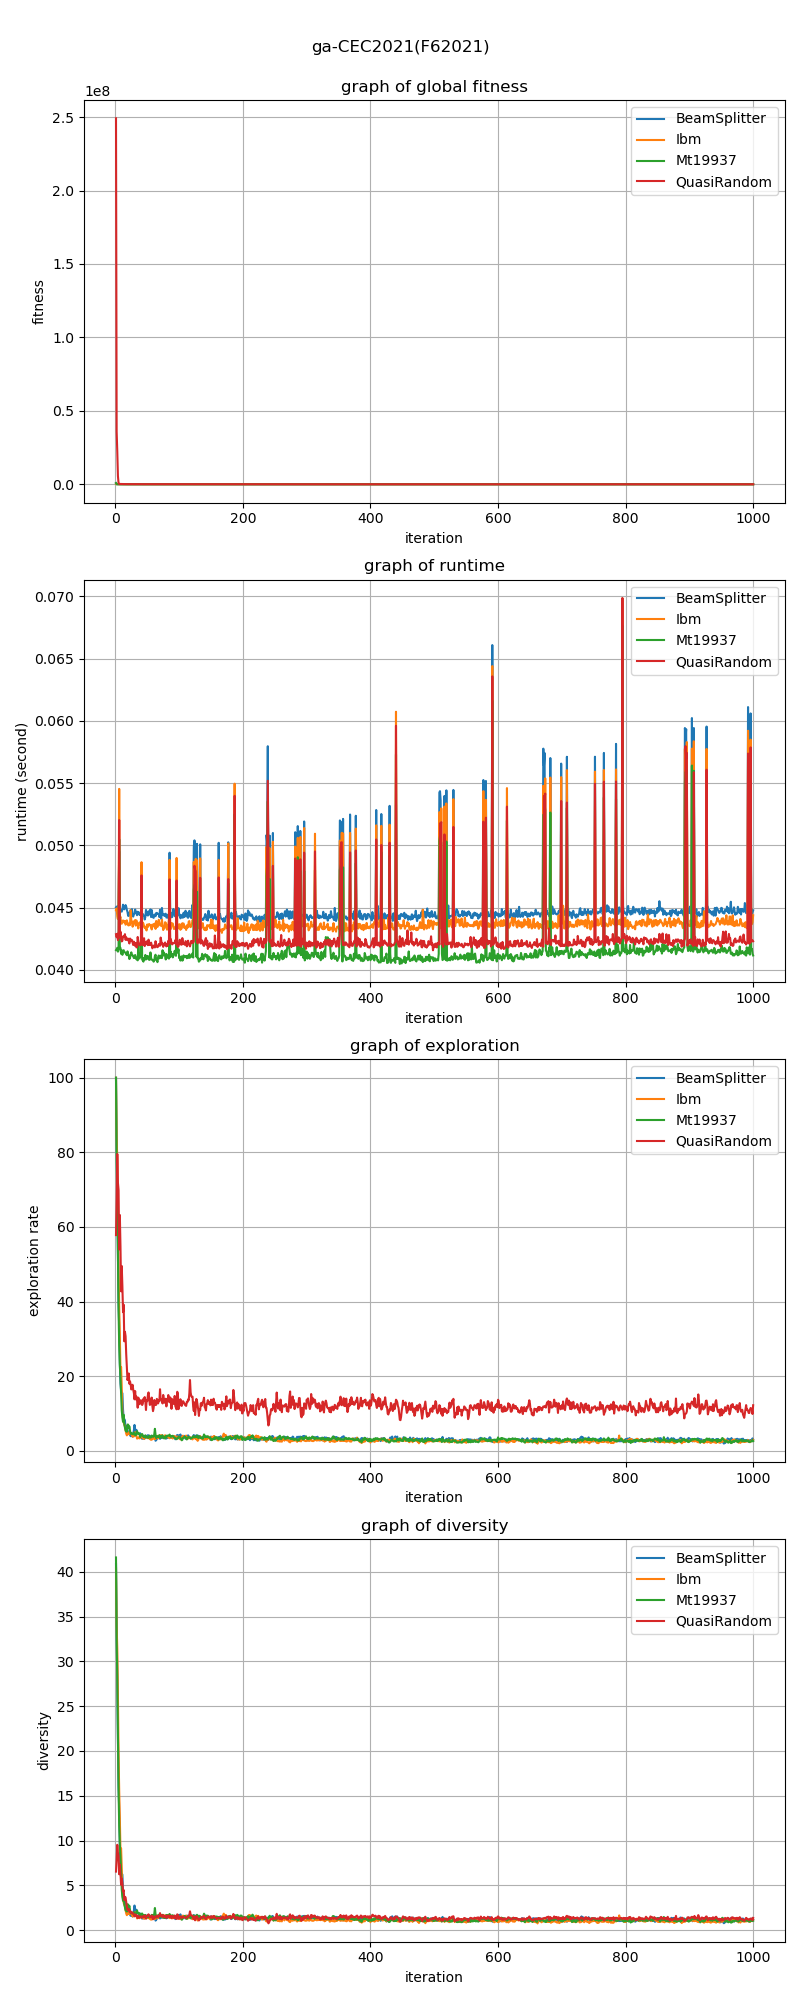 ga-CEC2021(F62021)
graph of global fitness
1e8
2.5
2.0
1.5
1.0
0.5
0.0
fitness
BeamSplitter
Ibm
Mt19937
QuasiRandom
0 200 400 600 800 1000
iteration
graph of runtime
0.070
0.065
0.060
0.055
0.050
0.045
0.040
runtime (second)
BeamSplitter
Ibm
Mt19937
QuasiRandom
0 200 400 600 800 1000
iteration
graph of exploration
100
80
60
40
20
0
exploration rate
BeamSplitter
Ibm
Mt19937
QuasiRandom
0 200 400 600 800 1000
iteration
graph of diversity
40
35
30
25
20
15
10
5
0
diversity
BeamSplitter
Ibm
Mt19937
QuasiRandom
0 200 400 600 800 1000
iteration